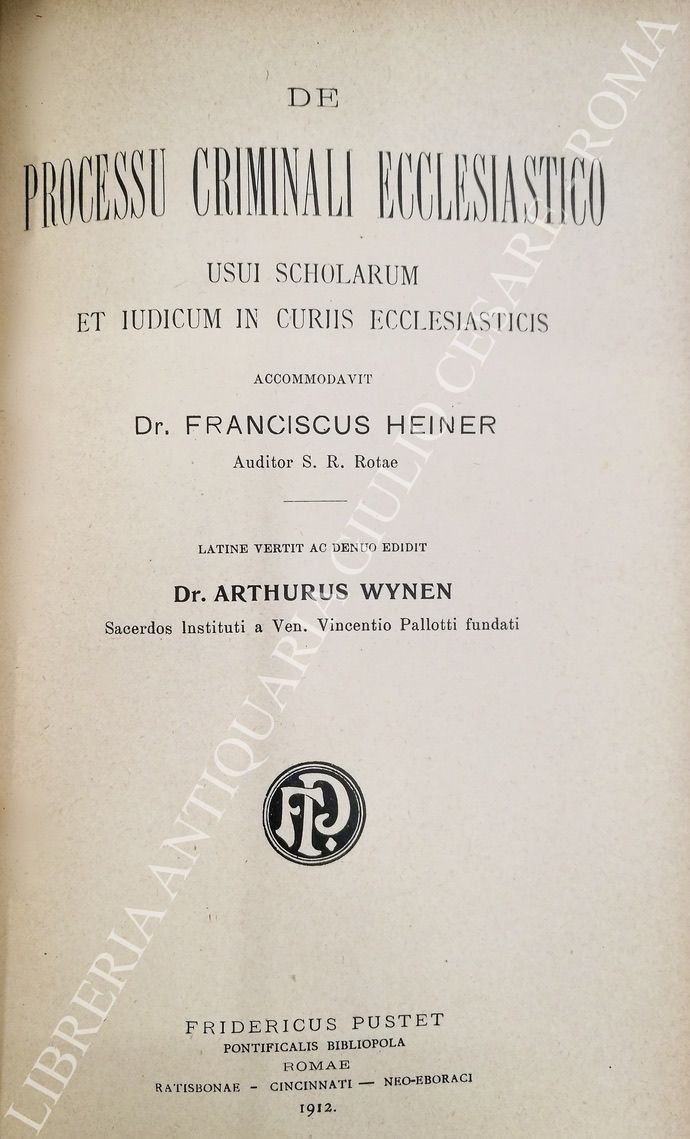 DE
PROCESSU CRIMINALI ECCLESIASTICO
USUI SCHOLARUM
ET IUDICUM IN CURIIS ECCLESIASTICIS
ACCOMMODAVIT
Dr. FRANCISCUS HEINER
Auditor S. R. Rotae
LATINE VERTIT AC DENUO EDIDIT
Dr. ARTHURUS WYNEN
Sacerdos Instituti a Ven. Vincentio Pallotti fundati
FP
FRIDERICUS PUSTET
PONTIFICALIS BIBLIOPOLA
ROMAE
RATISBONAE – CINCINNATI — NEO-EBORACI
1912.
LIBRERIA ANTIQUARIA GIULIO CESARE - ROMA